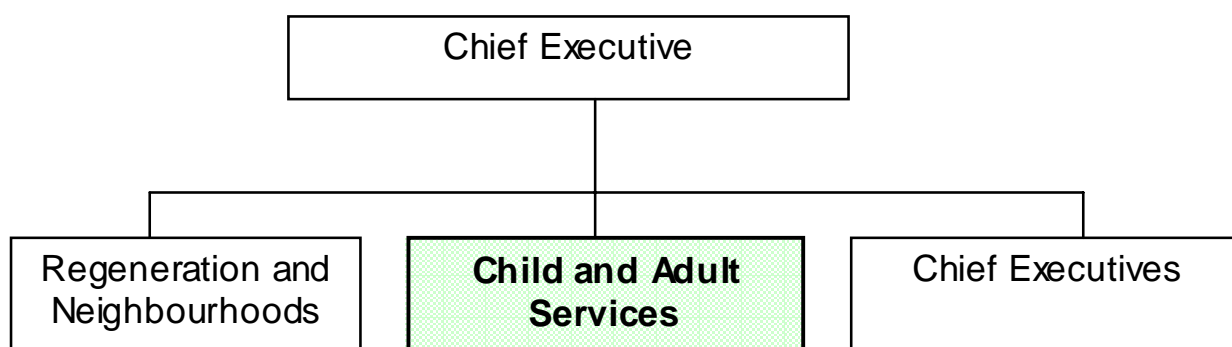 Chief Executive
Regeneration and
Neighbourhoods
Child and Adult
Services
Chief Executives